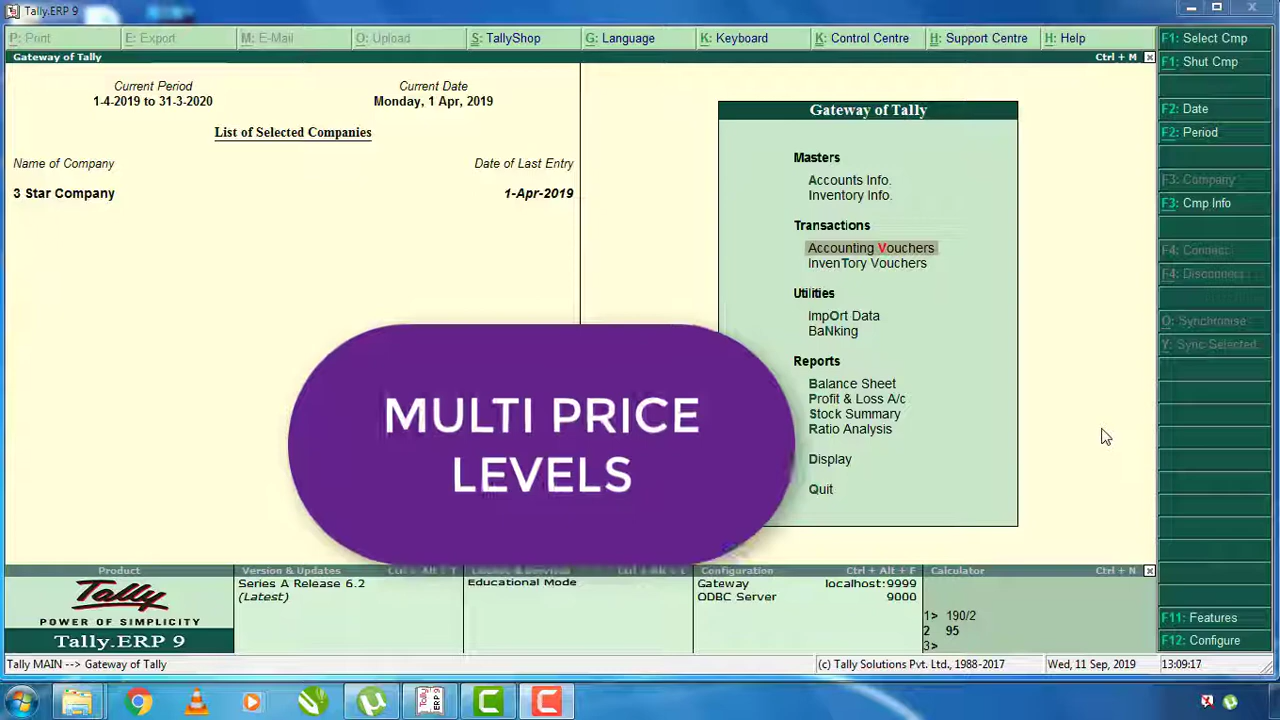 Tally.ERP 9
P: Print
E: Export
M: E-Mail
O: Upload
S: TallyShop
G: Language
K: Keyboard
K: Control Centre
H: Support Centre
H: Help
F1: Select Cmp
F1: Shut Cmp
F2: Date
F2: Period
F3: Company
F3: Cmp Info
F4: Connect
F4: Disconnect
O: Synchronise
Y: Sync Selected
F11: Features
F12: Configure
Gateway of Tally
Ctrl + M
Current Period
1-4-2019 to 31-3-2020
Current Date
Monday, 1 Apr, 2019
List of Selected Companies
Name of Company
Date of Last Entry
3 Star Company
1-Apr-2019
Gateway of Tally
Masters
Accounts Info.
Inventory Info.
Transactions
Accounting Vouchers
InvenTory Vouchers
Utilities
ImpOrt Data
BaNking
Reports
Balance Sheet
Profit & Loss A/c
Stock Summary
Ratio Analysis
Display
Quit
MULTI PRICE
LEVELS
Product
Tally
POWER OF SIMPLICITY
Tally.ERP 9
Version & Updates
Series A Release 6.2
(Latest)
Educational Mode
Configuration
Ctrl + Alt + F
Gateway
localhost:9999
ODBC Server
9000
Calculator
Ctrl + N
1> 190/2
2 95
3>
Tally MAIN --> Gateway of Tally
(c) Tally Solutions Pvt. Ltd., 1988-2017
Wed, 11 Sep, 2019
13:09:17